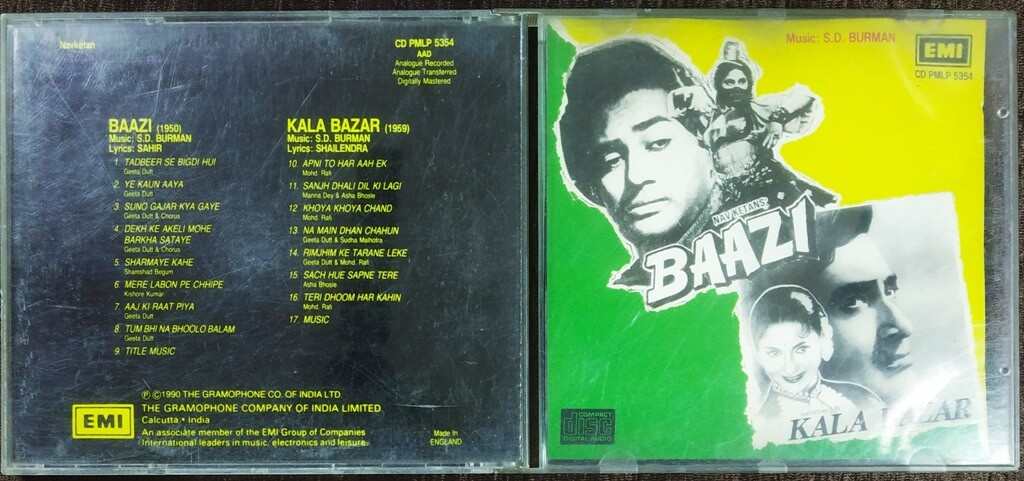 Navketan
CD PMLP 5354
AAD
Analogue Recorded
Analogue Transferred
Digitally Mastered
BAAZI (1950)
Music: S.D. BURMAN
Lyrics: SAHIR
1. TADBEER SE BIGDI HUI
Geeta Dutt
2. YE KAUN AAYA
Geeta Dutt
3. SUNO GAJAR KYA GAYE
Geeta Dutt & Chorus
4. DEKH KE AKELI MOHE
BARKHA SATAYE
Geeta Dutt & Chorus
5. SHARMAYE KAHE
Shamshad Begum
6. MERE LABON PE CHHIPE
Kishore Kumar
7. AAJ KI RAAT PIYA
Geeta Dutt
8. TUM BHI NA BHOOLO BALAM
Geeta Dutt
9. TITLE MUSIC
KALA BAZAR (1959)
Music: S.D. BURMAN
Lyrics: SHAILENDRA
10. APNI TO HAR AAH EK
Mohd. Rafi
11. SANJH DHALI DIL KI LAGI
Manna Dey & Asha Bhosle
12. KHOYA KHOYA CHAND
Mohd. Rafi
13. NA MAIN DHAN CHAHUN
Geeta Dutt & Sudha Malhotra
14. RIMJHIM KE TARANE LEKE
Geeta Dutt & Mohd. Rafi
15. SACH HUE SAPNE TERE
Asha Bhosle
16. TERI DHOOM HAR KAHIN
Mohd. Rafi
17. MUSIC
℗©1990 THE GRAMOPHONE CO. OF INDIA LTD.
EMI
THE GRAMOPHONE COMPANY OF INDIA LIMITED
Calcutta • India
An associate member of the EMI Group of Companies
International leaders in music, electronics and leisure.
Made in
ENGLAND
Music: S.D. BURMAN
EMI
CD PMLP 5354
NAVKETANS'
BAAZI
KALA BAZAR
COMPACT
disc
DIGITAL AUDIO